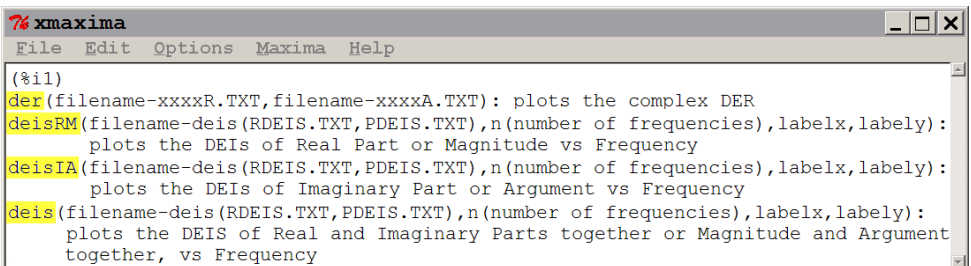 xmaxima
File Edit Options Maxima Help
(%i1)
der(filename-xxxxR.TXT,filename-xxxxA.TXT): plots the complex DER
deisRM(filename-deis(RDEIS.TXT,PDEIS.TXT),n(number of frequencies),labelx,labely):
plots the DEIs of Real Part or Magnitude vs Frequency
deisIA(filename-deis(RDEIS.TXT,PDEIS.TXT),n(number of frequencies),labelx,labely):
plots the DEIs of Imaginary Part or Argument vs Frequency
deis(filename-deis(RDEIS.TXT,PDEIS.TXT),n(number of frequencies),labelx,labely):
plots the DEIS of Real and Imaginary Parts together or Magnitude and Argument
together, vs Frequency